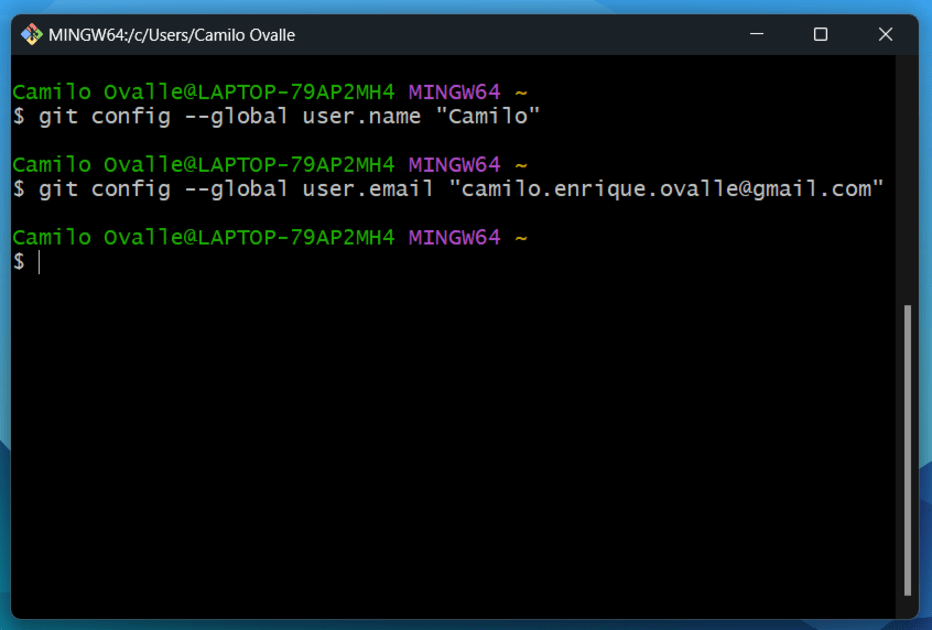 MINGW64:/c/Users/Camilo Ovalle
Camilo Ovalle@LAPTOP-79AP2MH4 MINGW64 ~
$ git config --global user.name "Camilo"
Camilo Ovalle@LAPTOP-79AP2MH4 MINGW64 ~
$ git config --global user.email "camilo.enrique.ovalle@gmail.com"
Camilo Ovalle@LAPTOP-79AP2MH4 MINGW64 ~
$